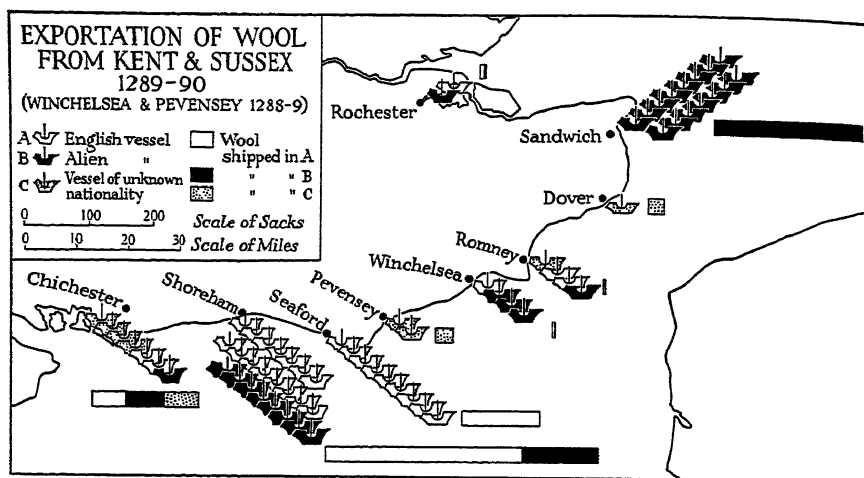 EXPORTATION OF WOOL
FROM KENT & SUSSEX
1289-90
(WINCHELSEA & PEVENSEY 1288-9)
A English vessel
B Alien "
C Vessel of unknown
nationality
Wool
shipped in A
" " B
" " C
0 100 200
Scale of Sacks
0 10 20 30
Scale of Miles
Rochester
Sandwich
Dover
Romney
Winchelsea
Pevensey
Seaford
Shoreham
Chichester